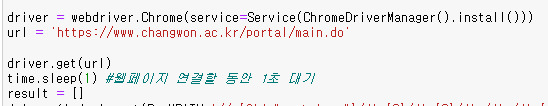 driver = webdriver.Chrome(service=Service(ChromeDriverManager().install()))
url = 'https://www.changwon.ac.kr/portal/main.do'
driver.get(url)
time.sleep(1) #웹페이지 연결할 동안 1초 대기
result = []